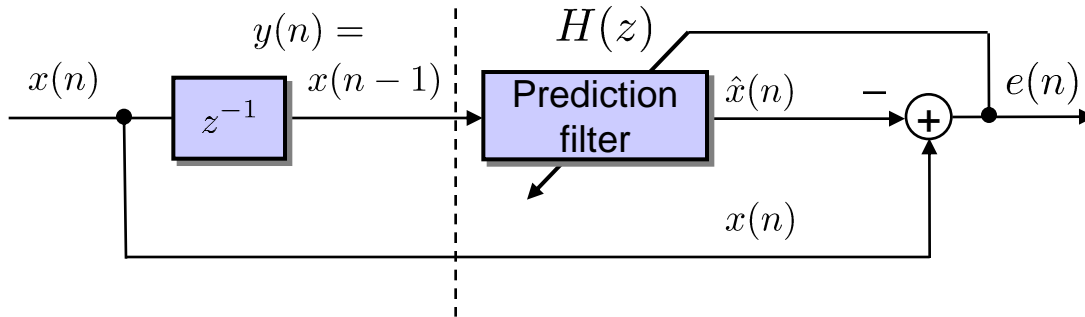 y(n) =
H(z)
x(n)
x(n − 1)
z⁻¹
Prediction
filter
x̂(n)
−
+
e(n)
x(n)